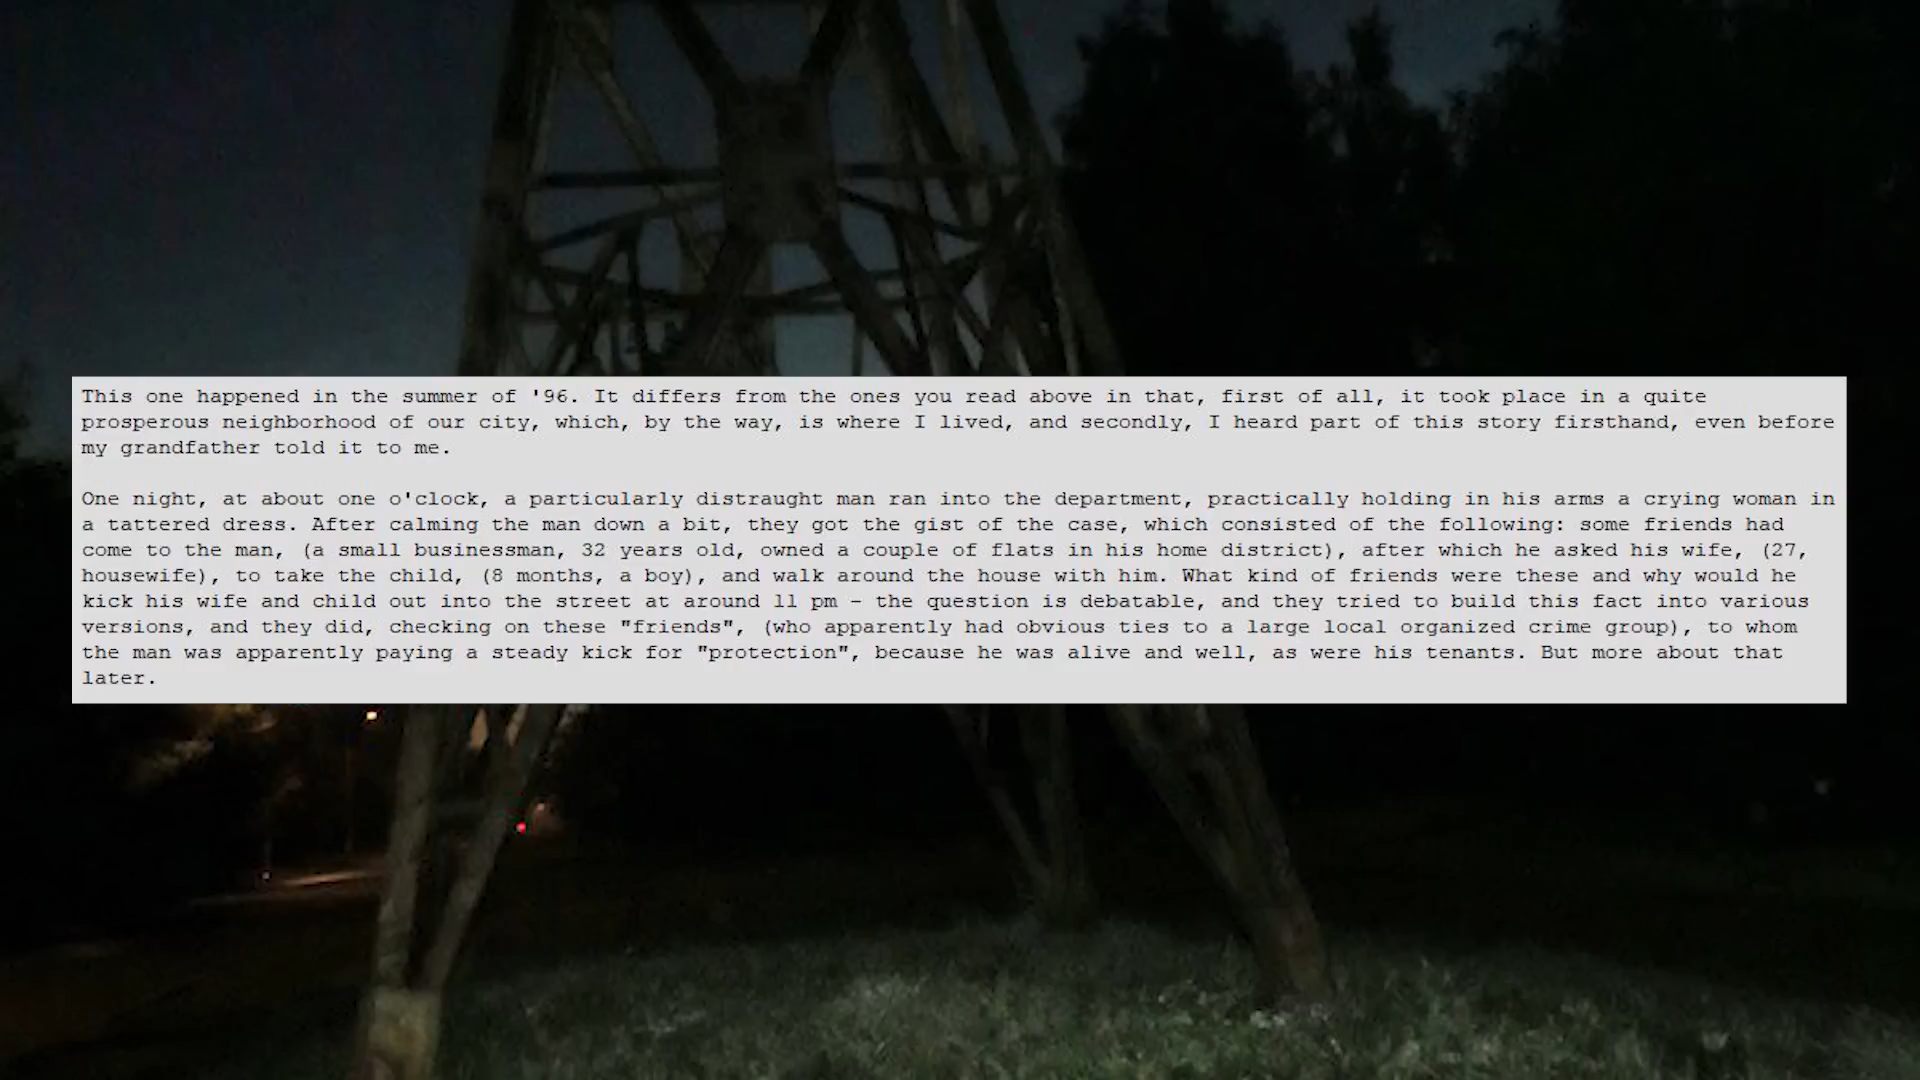 This one happened in the summer of '96. It differs from the ones you read above in that, first of all, it took place in a quite
prosperous neighborhood of our city, which, by the way, is where I lived, and secondly, I heard part of this story firsthand, even before
my grandfather told it to me.
One night, at about one o'clock, a particularly distraught man ran into the department, practically holding in his arms a crying woman in
a tattered dress. After calming the man down a bit, they got the gist of the case, which consisted of the following: some friends had
come to the man, (a small businessman, 32 years old, owned a couple of flats in his home district), after which he asked his wife, (27,
housewife), to take the child, (8 months, a boy), and walk around the house with him. What kind of friends were these and why would he
kick his wife and child out into the street at around 11 pm - the question is debatable, and they tried to build this fact into various
versions, and they did, checking on these "friends", (who apparently had obvious ties to a large local organized crime group), to whom
the man was apparently paying a steady kick for "protection", because he was alive and well, as were his tenants. But more about that
later.